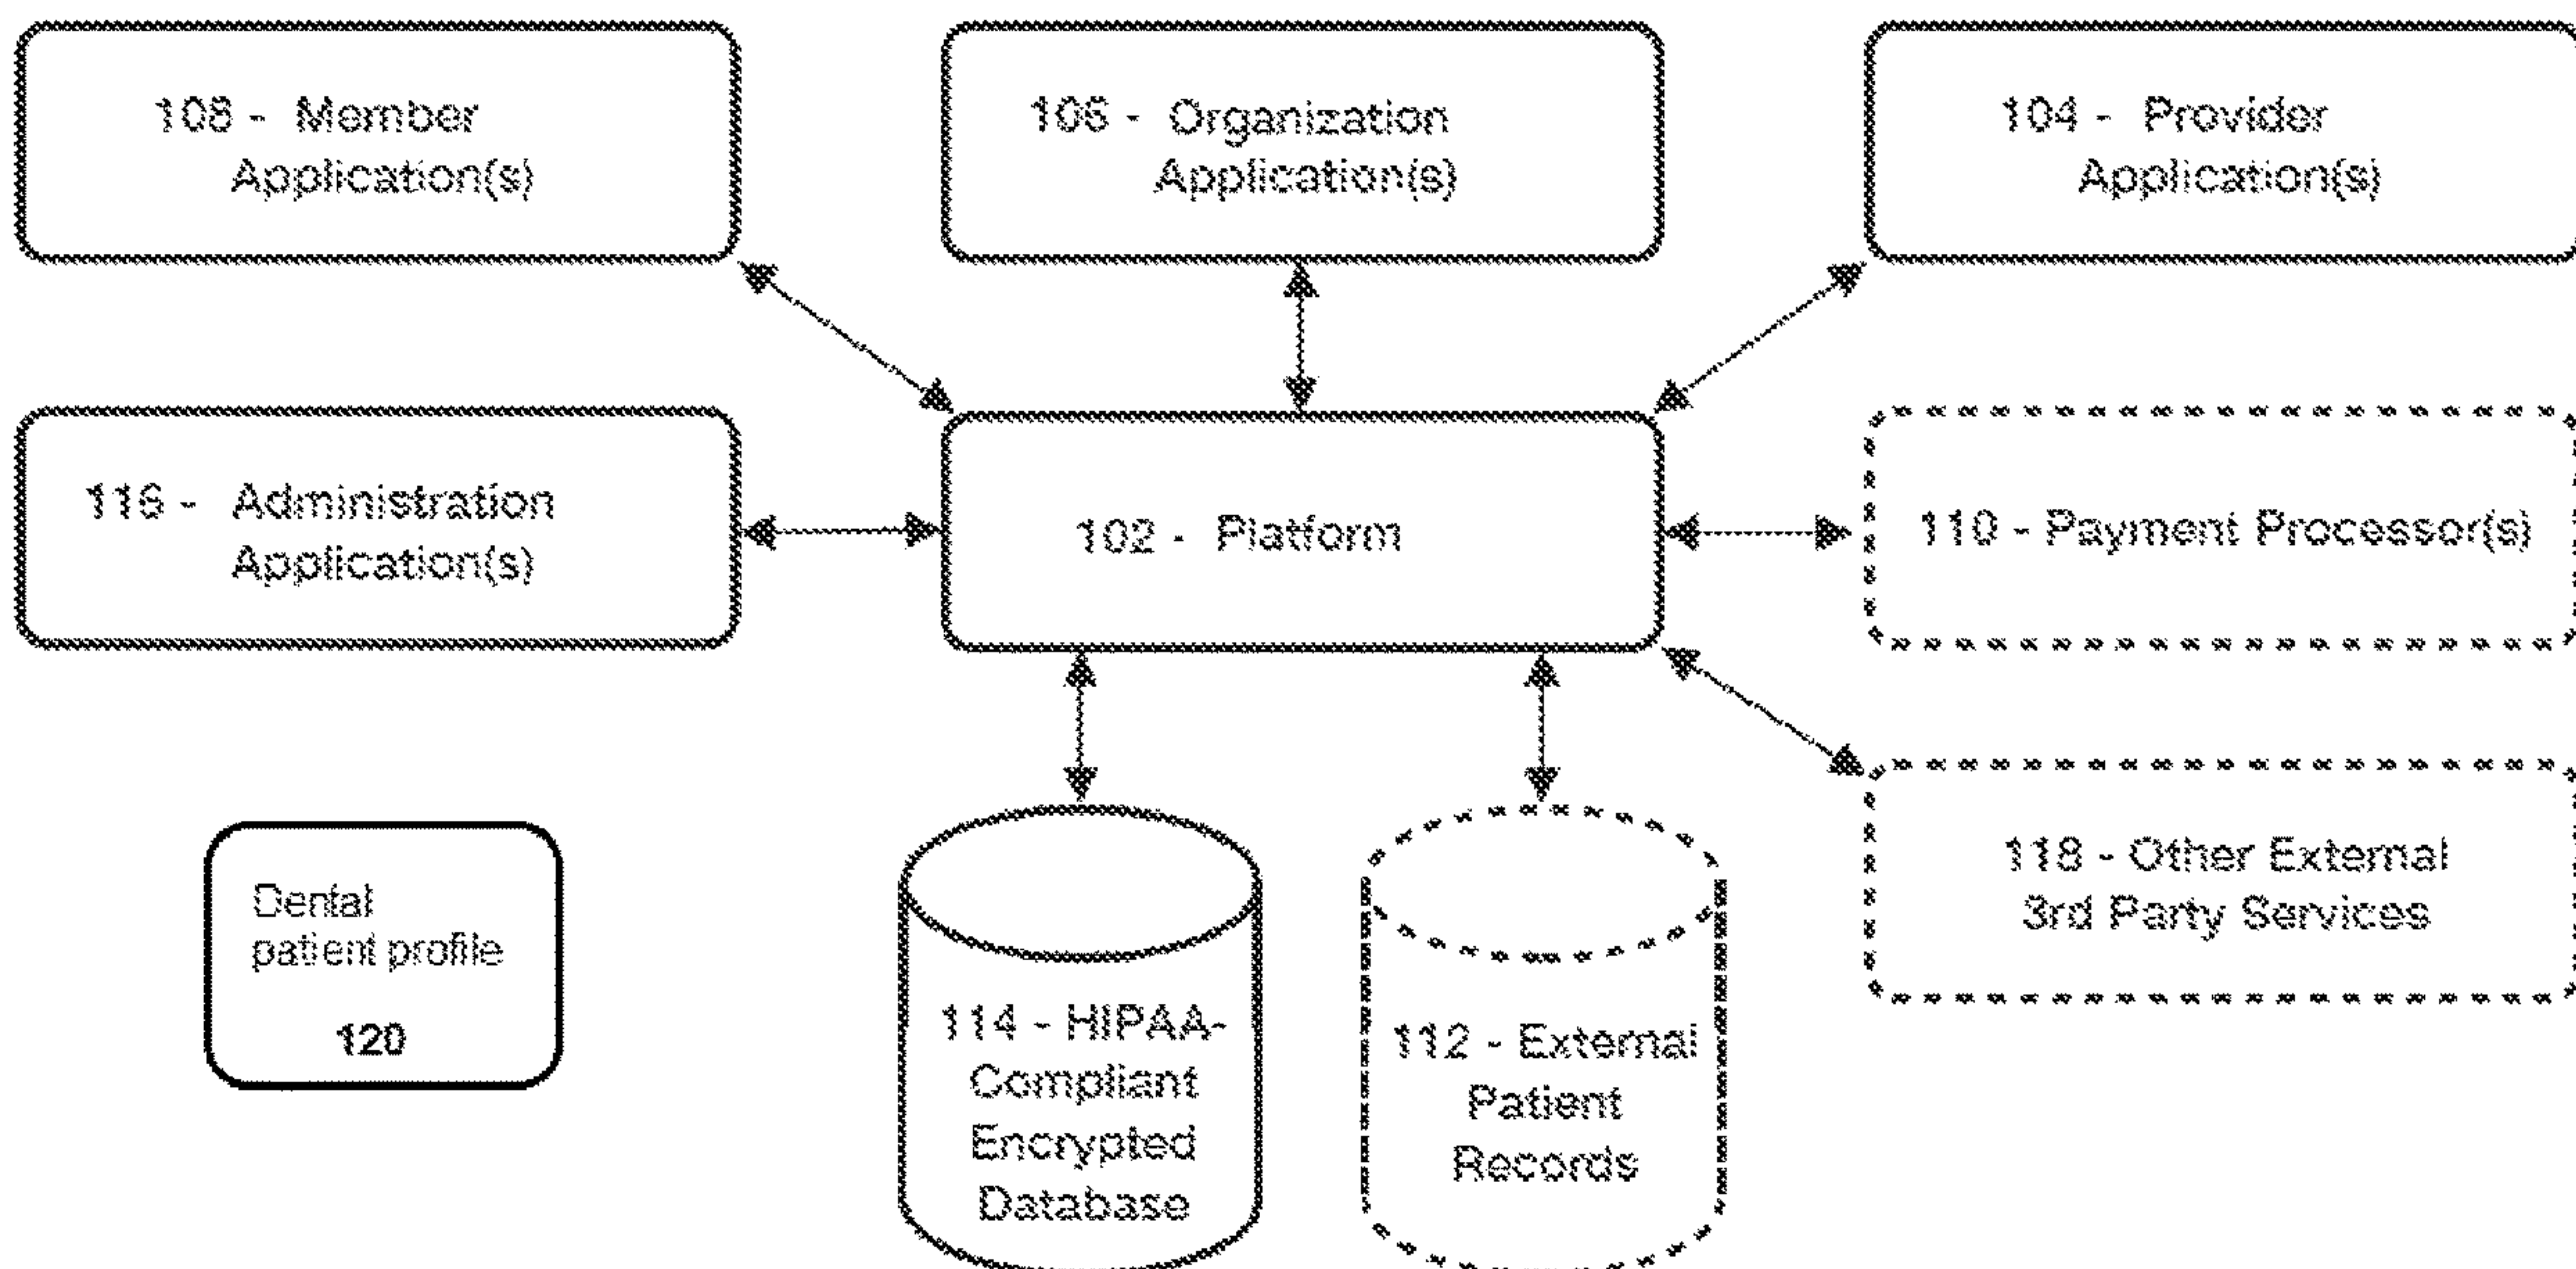 108 - Member
Application(s)
106 - Organization
Application(s)
104 - Provider
Application(s)
116 - Administration
Application(s)
102 - Platform
110 - Payment Processor(s)
Dental
patient profile
120
114 - HIPAA-
Compliant
Encrypted
Database
112 - External
Patient
Records
118 - Other External
3rd Party Services